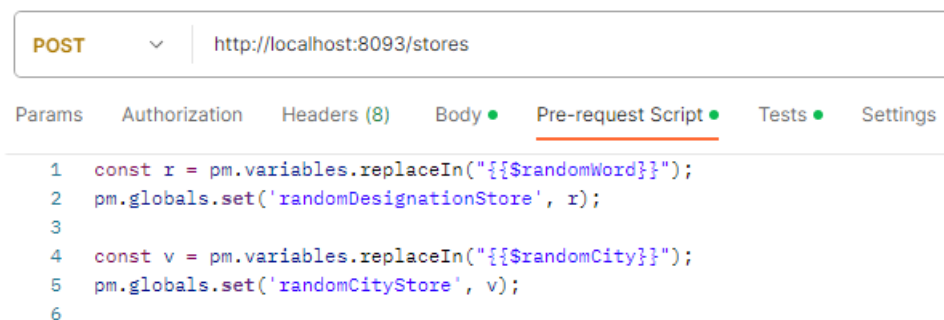 POST http://localhost:8093/stores
Params Authorization Headers (8) Body Pre-request Script Tests Settings
1 const r = pm.variables.replaceIn("{{$randomWord}}");
2 pm.globals.set('randomDesignationStore', r);
3
4 const v = pm.variables.replaceIn("{{$randomCity}}");
5 pm.globals.set('randomCityStore', v);
6